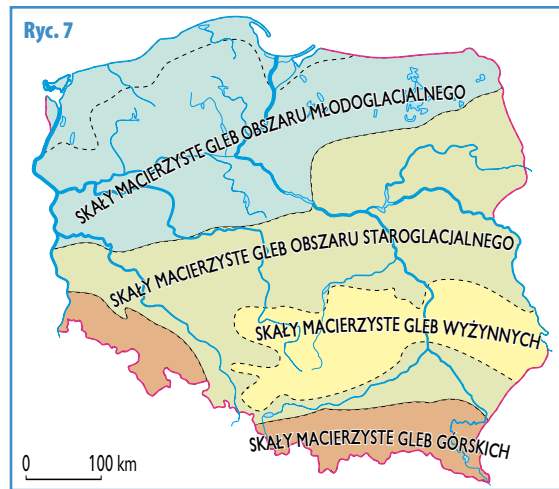 Ryc. 7
SKAŁY MACIERZYSTE GLEB OBSZARU MŁODOGLACJALNEGO
SKAŁY MACIERZYSTE GLEB OBSZARU STAROGLACJALNEGO
SKAŁY MACIERZYSTE GLEB WYŻYNNYCH
SKAŁY MACIERZYSTE GLEB GÓRSKICH
0 100 km